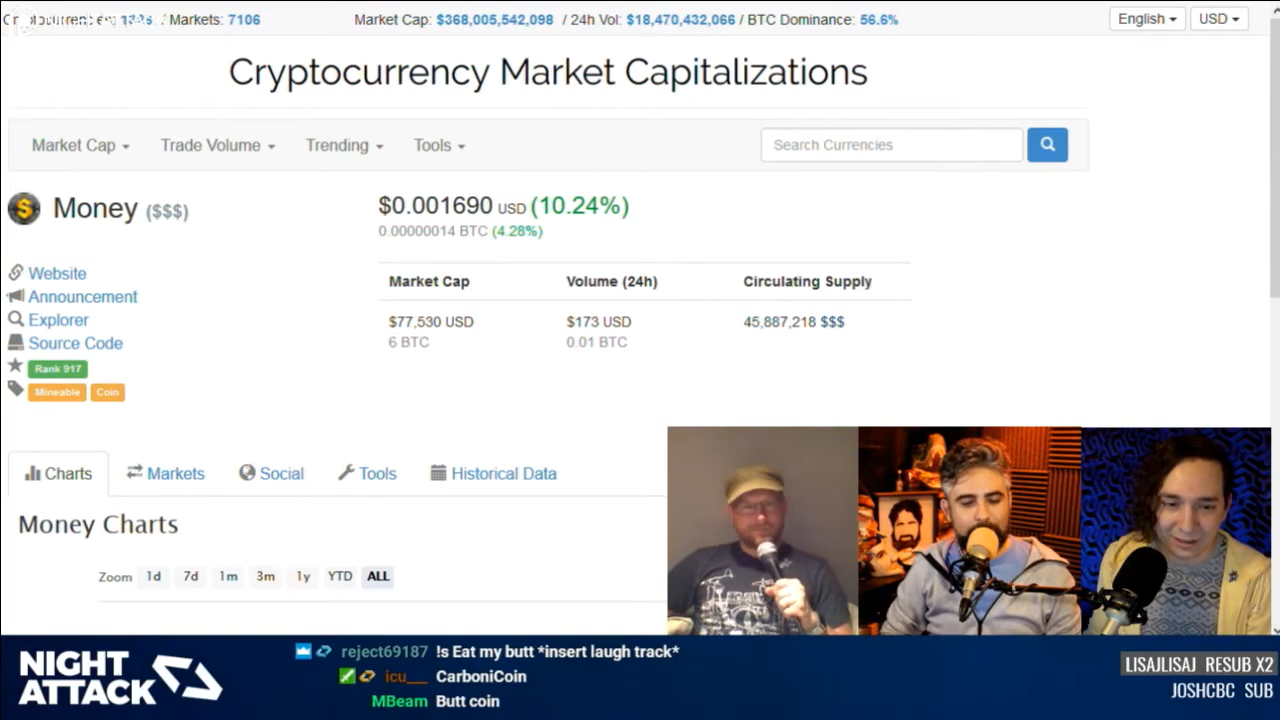 Cryptocurrencies: / Markets: 7106
Market Cap: $368,005,542,098 / 24h Vol: $18,470,432,066 / BTC Dominance: 56.6%
English
USD
Cryptocurrency Market Capitalizations
Market Cap
Trade Volume
Trending
Tools
Search Currencies
Money ($$$)
$0.001690 USD (10.24%)
0.00000014 BTC (4.28%)
Website
Announcement
Explorer
Source Code
Rank 917
Mineable Coin
Market Cap Volume (24h) Circulating Supply
$77,530 USD $173 USD 45,887,218 $$$
6 BTC 0.01 BTC
Charts
Markets
Social
Tools
Historical Data
Money Charts
Zoom 1d 7d 1m 3m 1y YTD ALL
NIGHT
ATTACK
reject69187 !s Eat my butt *insert laugh track*
icu___ CarboniCoin
MBeam Butt coin
LISAJLISAJ RESUB X2
JOSHCBC SUB